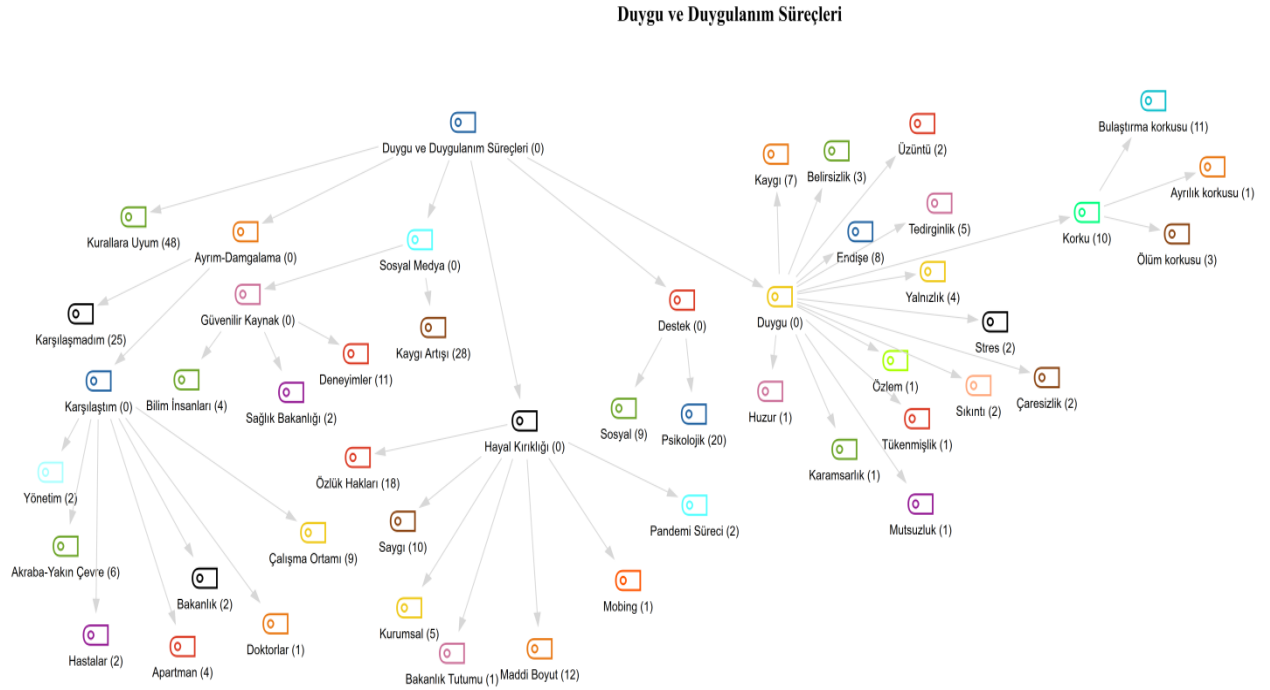 Duygu ve Duygulanım Süreçleri
Duygu ve Duygulanım Süreçleri (0)
Kurallara Uyum (48)
Ayrım-Damgalama (0)
Karşılaşmadım (25)
Karşılaştım (0)
Yönetim (2)
Akraba-Yakın Çevre (6)
Hastalar (2)
Apartman (4)
Bakanlık (2)
Doktorlar (1)
Çalışma Ortamı (9)
Sosyal Medya (0)
Güvenilir Kaynak (0)
Bilim İnsanları (4)
Sağlık Bakanlığı (2)
Deneyimler (11)
Kaygı Artışı (28)
Hayal Kırıklığı (0)
Özlük Hakları (18)
Saygı (10)
Kurumsal (5)
Bakanlık Tutumu (1)
Maddi Boyut (12)
Mobing (1)
Pandemi Süreci (2)
Destek (0)
Sosyal (9)
Psikolojik (20)
Duygu (0)
Kaygı (7)
Belirsizlik (3)
Üzüntü (2)
Endişe (8)
Tedirginlik (5)
Yalnızlık (4)
Stres (2)
Çaresizlik (2)
Sıkıntı (2)
Özlem (1)
Tükenmişlik (1)
Mutsuzluk (1)
Karamsarlık (1)
Huzur (1)
Korku (10)
Bulaştırma korkusu (11)
Ayrılık korkusu (1)
Ölüm korkusu (3)